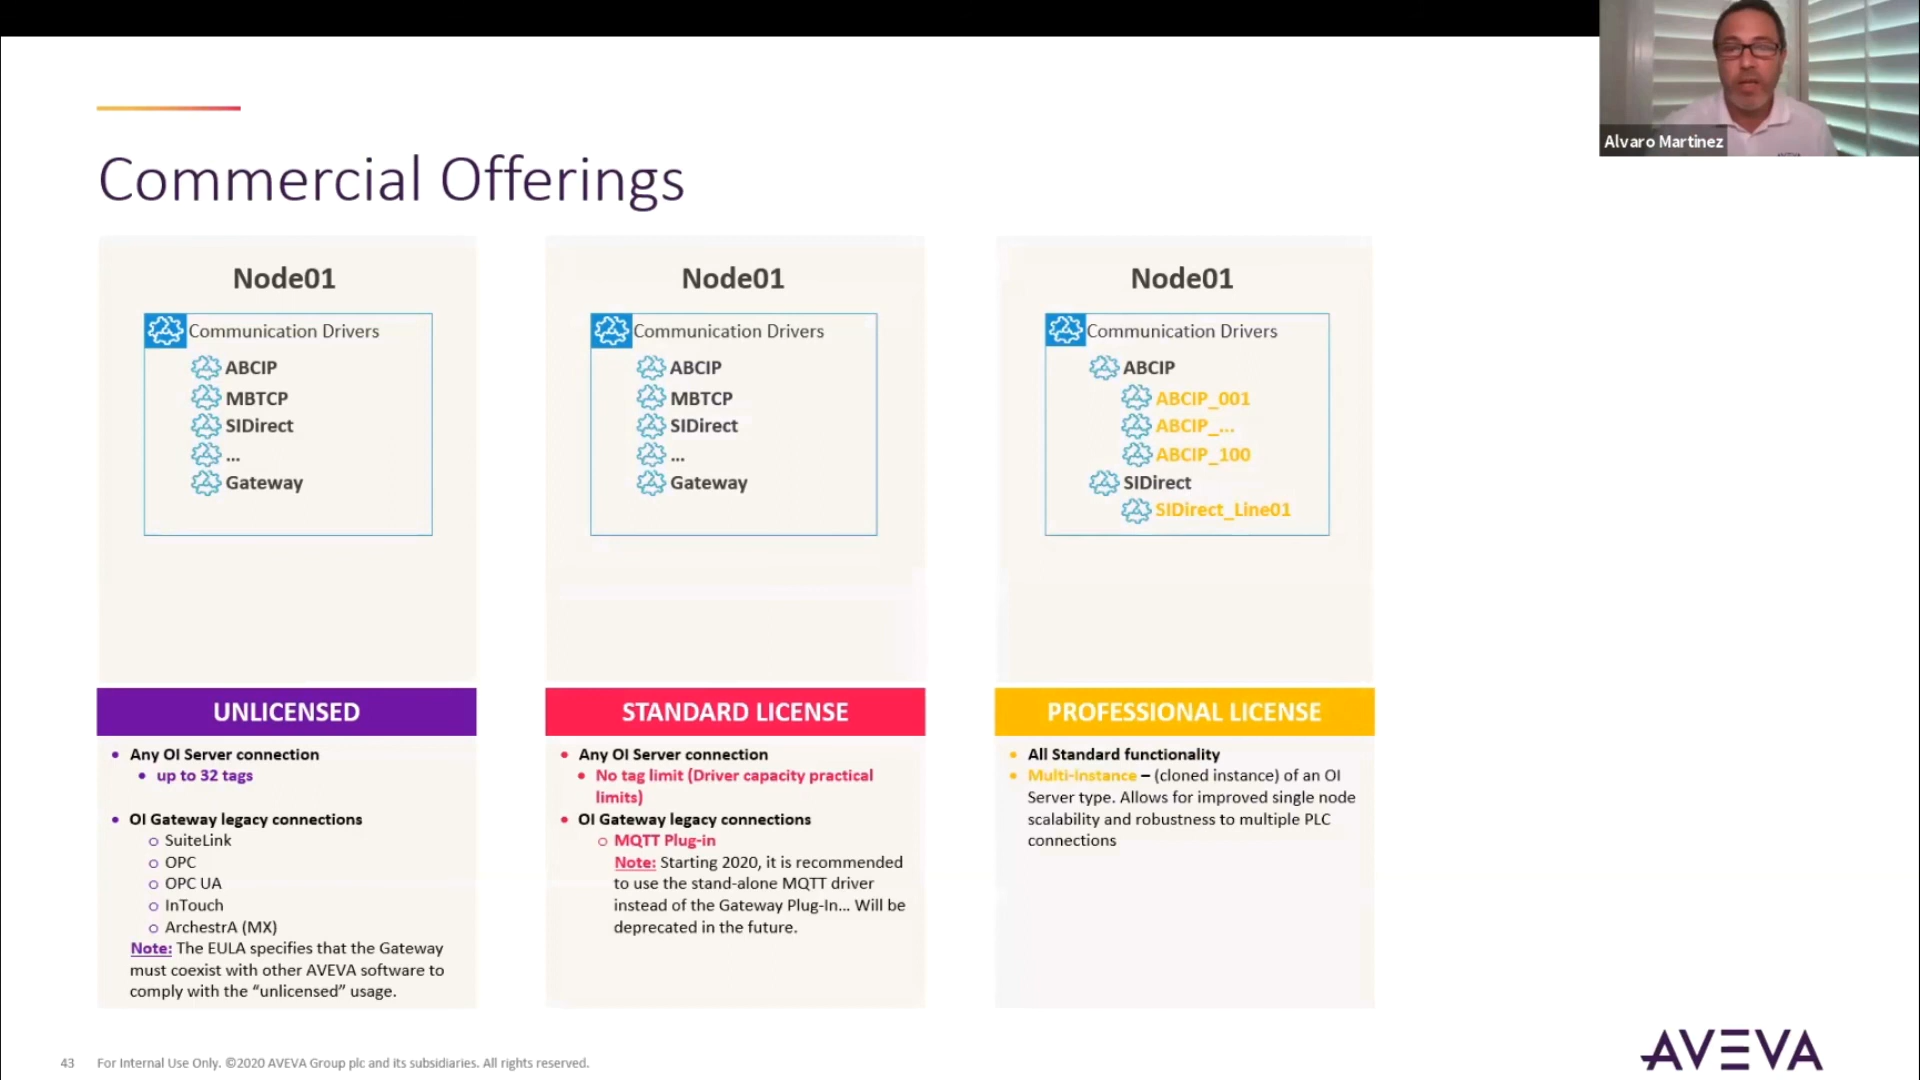 Alvaro Martinez
Commercial Offerings
Node01
Communication Drivers
ABCIP
MBTCP
SIDirect
...
Gateway
UNLICENSED
• Any OI Server connection
• up to 32 tags
• OI Gateway legacy connections
o SuiteLink
o OPC
o OPC UA
o InTouch
o ArchestrA (MX)
Note: The EULA specifies that the Gateway
must coexist with other AVEVA software to
comply with the “unlicensed” usage.
Node01
Communication Drivers
ABCIP
MBTCP
SIDirect
...
Gateway
STANDARD LICENSE
• Any OI Server connection
• No tag limit (Driver capacity practical
limits)
• OI Gateway legacy connections
o MQTT Plug-in
Note: Starting 2020, it is recommended
to use the stand-alone MQTT driver
instead of the Gateway Plug-In... Will be
deprecated in the future.
Node01
Communication Drivers
ABCIP
ABCIP_001
ABCIP_...
ABCIP_100
SIDirect
SIDirect_Line01
PROFESSIONAL LICENSE
• All Standard functionality
• Multi-instance – (cloned instance) of an OI
Server type. Allows for improved single node
scalability and robustness to multiple PLC
connections
43 For Internal Use Only. ©2020 AVEVA Group plc and its subsidiaries. All rights reserved.
AVEVA